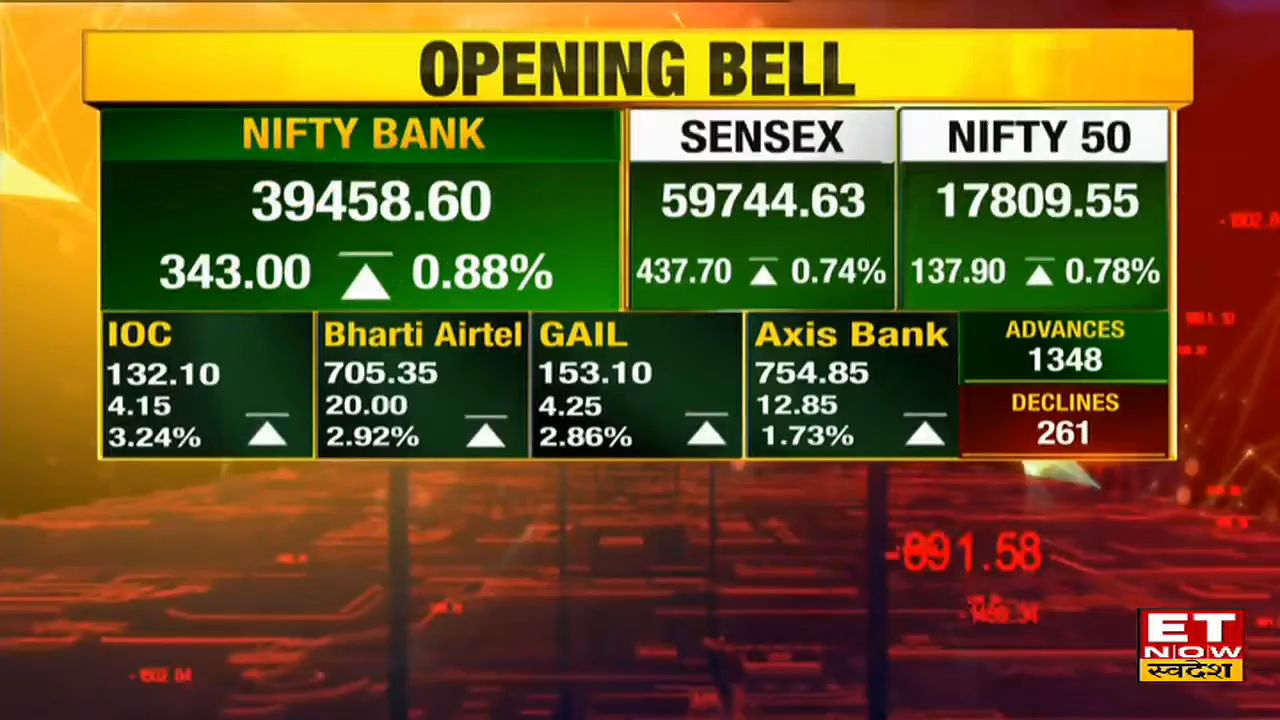 OPENING BELL
NIFTY BANK
39458.60
343.00 0.88%
SENSEX
59744.63
437.70 0.74%
NIFTY 50
17809.55
137.90 0.78%
IOC
132.10
4.15
3.24%
Bharti Airtel
705.35
20.00
2.92%
GAIL
153.10
4.25
2.86%
Axis Bank
754.85
12.85
1.73%
ADVANCES
1348
DECLINES
261
ET
NOW
स्वदेश